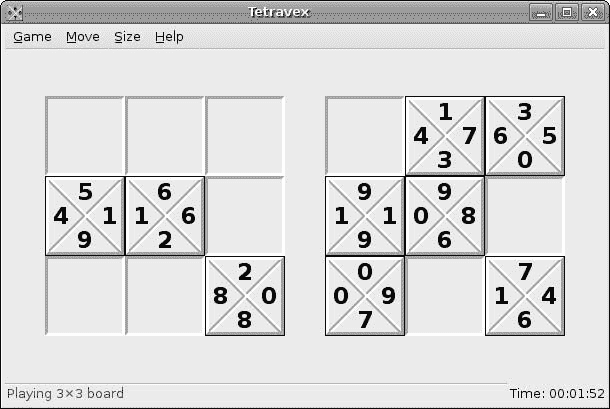 Tetravex
Game Move Size Help
1 3
4 7 6 5
3 0
5 6 9 9
4 1 1 6 1 1 0 8
9 2 9 6
2 0 7
8 0 0 9 1 4
8 7 6
Playing 3×3 board Time: 00:01:52